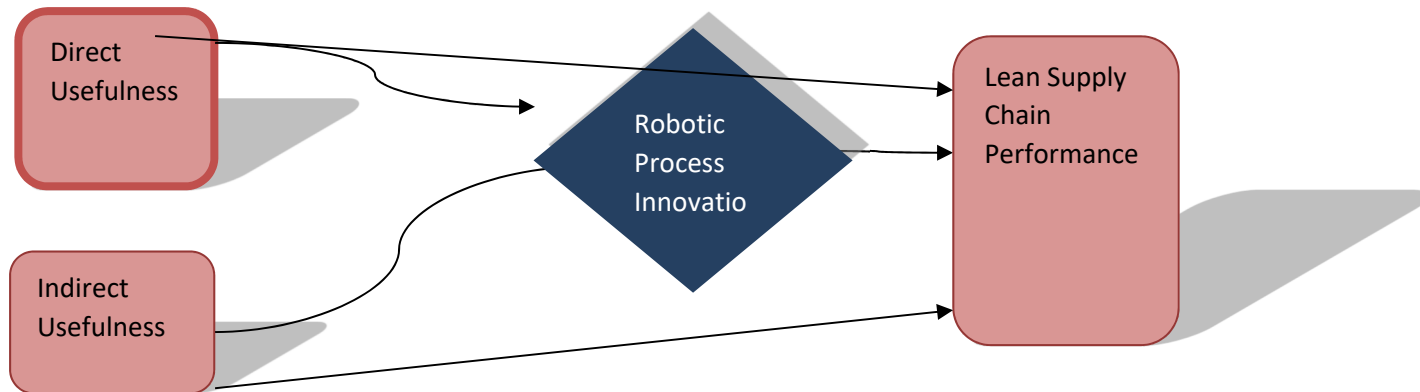 Direct
Usefulness
Robotic
Process
Innovatio
Lean Supply
Chain
Performance
Indirect
Usefulness